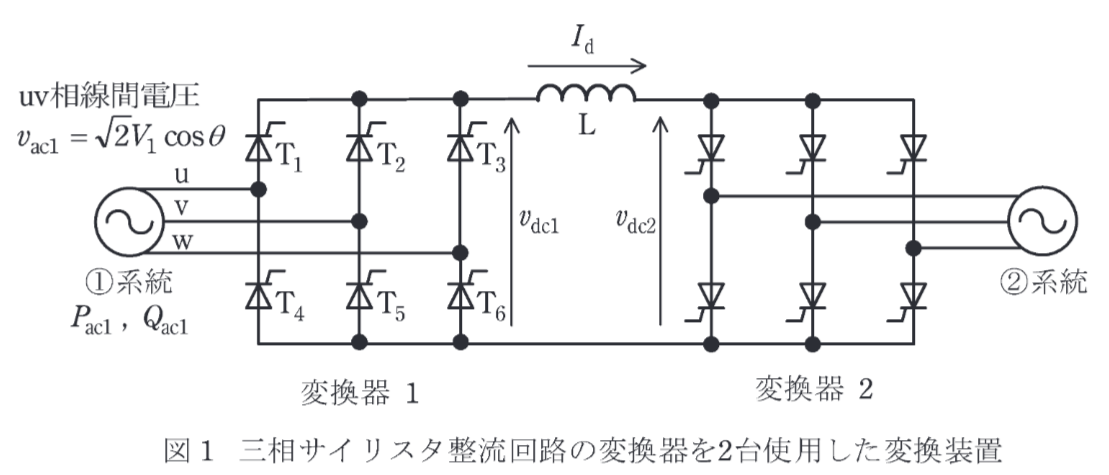 I_d
uv相線間電圧
v_ac1 = √2V_1 cosθ
L
T_1
T_2
T_3
u
v
w
v_dc1
v_dc2
①系統
P_ac1 , Q_ac1
T_4
T_5
T_6
②系統
変換器 1
変換器 2
図1 三相サイリスタ整流回路の変換器を2台使用した変換装置